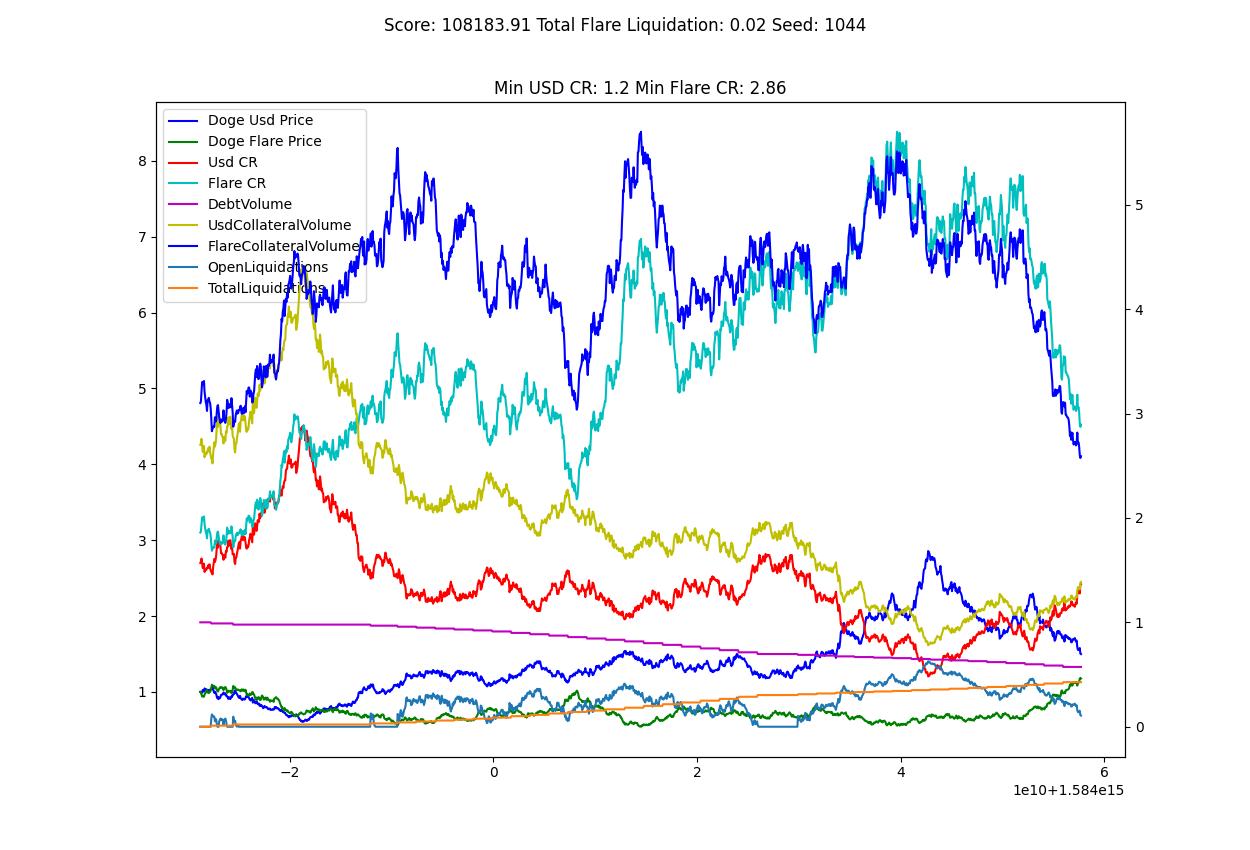 Score: 108183.91 Total Flare Liquidation: 0.02 Seed: 1044
Min USD CR: 1.2 Min Flare CR: 2.86
Doge Usd Price
Doge Flare Price
Usd CR
Flare CR
DebtVolume
UsdCollateralVolume
FlareCollateralVolume
OpenLiquidations
TotalLiquidations
8
7
6
5
4
3
2
1
5
4
3
2
1
0
−2
0
2
4
6
1e10+1.584e15